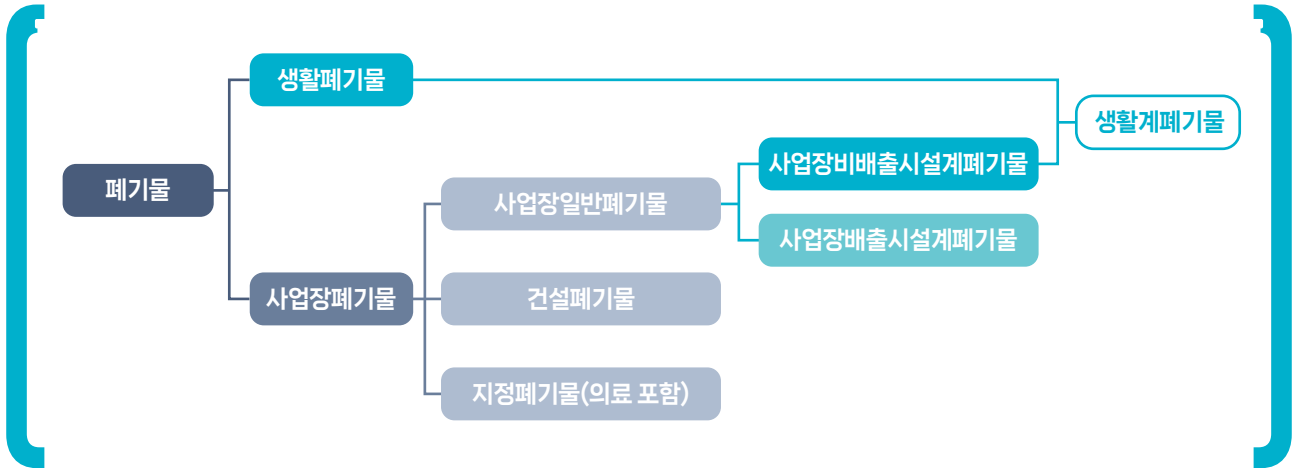 생활폐기물
생활계폐기물
사업장비배출시설계폐기물
폐기물
사업장일반폐기물
사업장배출시설계폐기물
사업장폐기물
건설폐기물
지정폐기물(의료 포함)